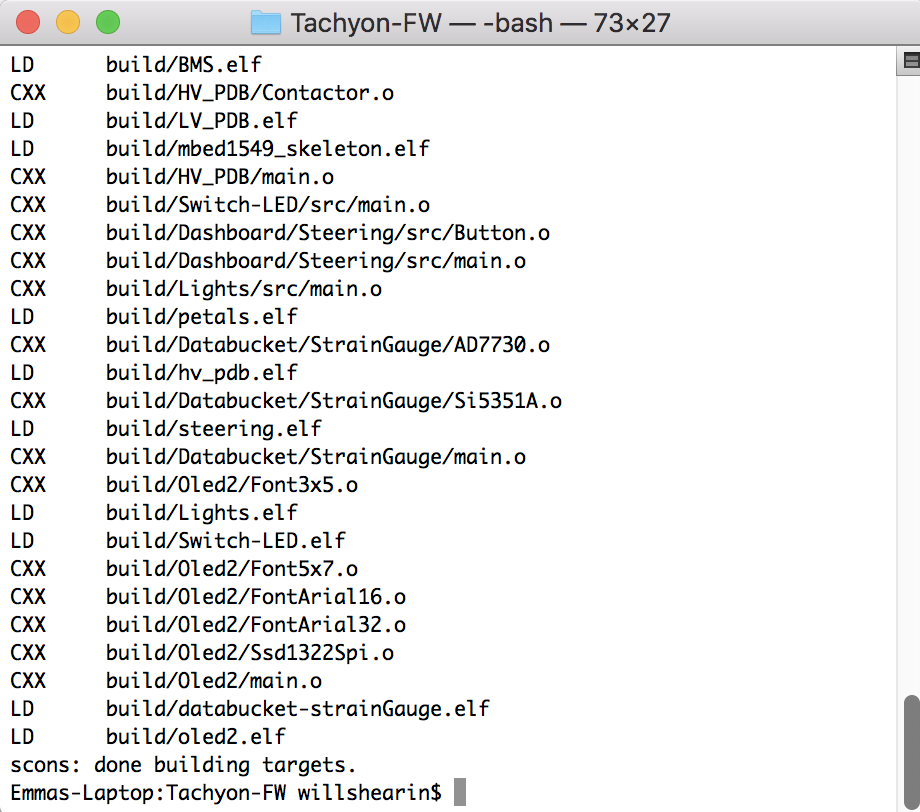 Tachyon-FW — -bash — 73×27
LD      build/BMS.elf
CXX     build/HV_PDB/Contactor.o
LD      build/LV_PDB.elf
LD      build/mbed1549_skeleton.elf
CXX     build/HV_PDB/main.o
CXX     build/Switch-LED/src/main.o
CXX     build/Dashboard/Steering/src/Button.o
CXX     build/Dashboard/Steering/src/main.o
CXX     build/Lights/src/main.o
LD      build/petals.elf
CXX     build/Databucket/StrainGauge/AD7730.o
LD      build/hv_pdb.elf
CXX     build/Databucket/StrainGauge/Si5351A.o
LD      build/steering.elf
CXX     build/Databucket/StrainGauge/main.o
CXX     build/Oled2/Font3x5.o
LD      build/Lights.elf
LD      build/Switch-LED.elf
CXX     build/Oled2/Font5x7.o
CXX     build/Oled2/FontArial16.o
CXX     build/Oled2/FontArial32.o
CXX     build/Oled2/Ssd1322Spi.o
CXX     build/Oled2/main.o
LD      build/databucket-strainGauge.elf
LD      build/oled2.elf
scons: done building targets.
Emmas-Laptop:Tachyon-FW willshearin$